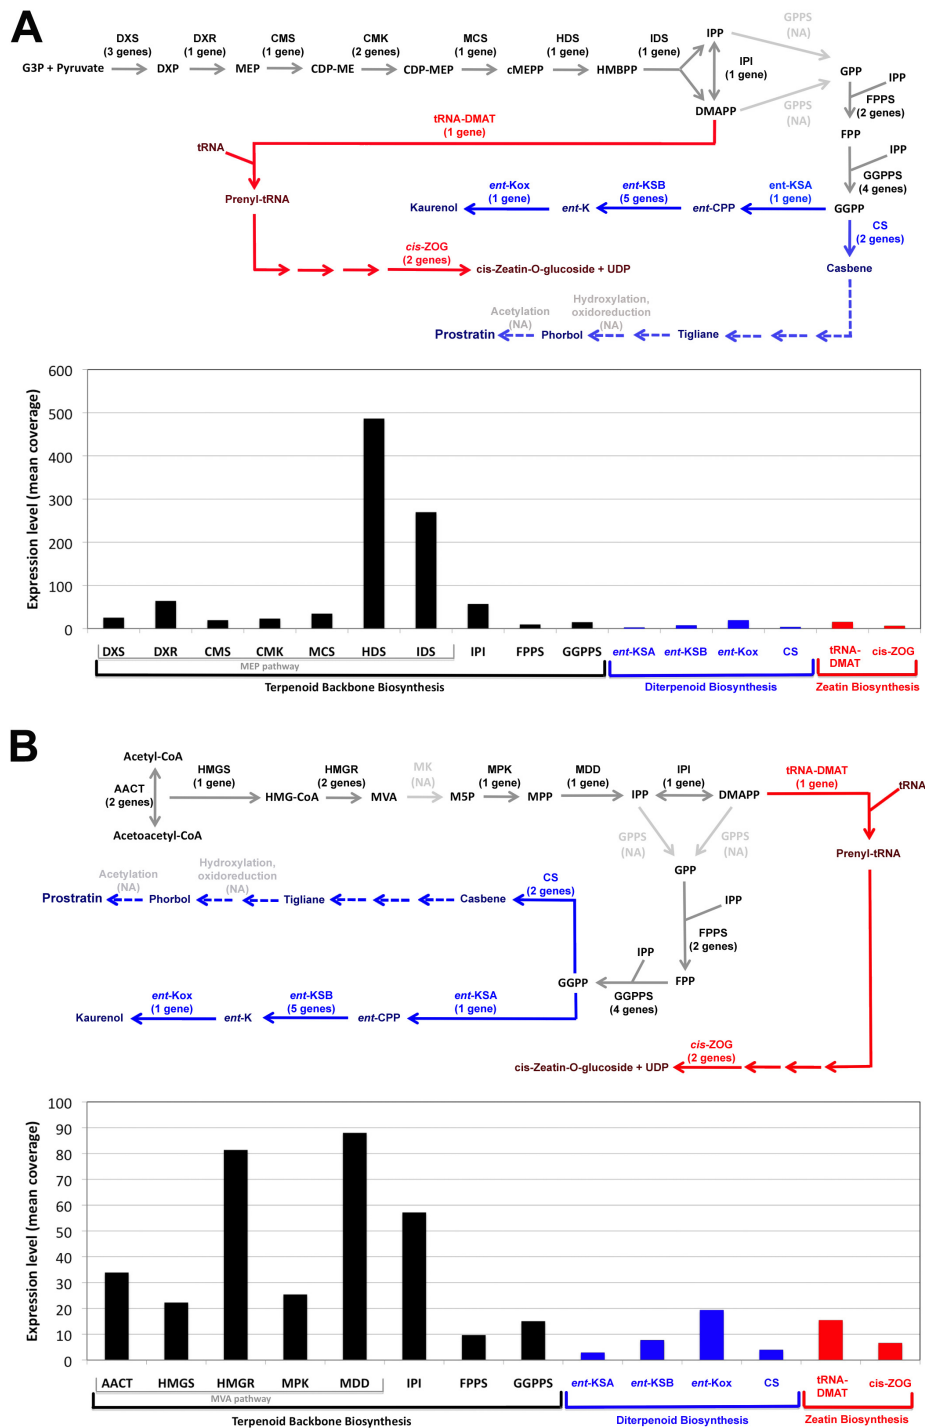 A
DXS
(3 genes)
DXR
(1 gene)
CMS
(1 gene)
CMK
(2 genes)
MCS
(1 gene)
HDS
(1 gene)
IDS
(1 gene)
IPP
GPPS
(NA)
G3P + Pyruvate
DXP
MEP
CDP-ME
CDP-MEP
cMEPP
HMBPP
IPI
(1 gene)
GPP
IPP
DMAPP
GPPS
(NA)
FPPS
(2 genes)
tRNA-DMAT
(1 gene)
FPP
tRNA
IPP
GGPPS
(4 genes)
Prenyl-tRNA
ent-Kox
(1 gene)
ent-KSB
(5 genes)
ent-KSA
(1 gene)
Kaurenol
ent-K
ent-CPP
GGPP
CS
(2 genes)
cis-ZOG
(2 genes)
cis-Zeatin-O-glucoside + UDP
Casbene
Acetylation
(NA)
Hydroxylation,
oxidoreduction
(NA)
Prostratin
Phorbol
Tigliane
Expression level (mean coverage)
600
500
400
300
200
100
0
DXS DXR CMS CMK MCS HDS IDS IPI FPPS GGPPS ent-KSA ent-KSB ent-Kox CS tRNA-
DMAT cis-ZOG
MEP pathway
Terpenoid Backbone Biosynthesis
Diterpenoid Biosynthesis
Zeatin Biosynthesis
B
Acetyl-CoA
AACT
(2 genes)
Acetoacetyl-CoA
HMGS
(1 gene)
HMG-CoA
HMGR
(2 genes)
MVA
MK
(NA)
M5P
MPK
(1 gene)
MPP
MDD
(1 gene)
IPP
IPI
(1 gene)
DMAPP
tRNA-DMAT
(1 gene)
tRNA
GPPS
(NA)
GPPS
(NA)
Prenyl-tRNA
GPP
Acetylation
(NA)
Hydroxylation,
oxidoreduction
(NA)
CS
(2 genes)
Prostratin
Phorbol
Tigliane
Casbene
IPP
FPPS
(2 genes)
IPP
GGPP
GGPPS
(4 genes)
FPP
ent-Kox
(1 gene)
ent-KSB
(5 genes)
ent-KSA
(1 gene)
Kaurenol
ent-K
ent-CPP
cis-ZOG
(2 genes)
cis-Zeatin-O-glucoside + UDP
Expression level (mean coverage)
100
90
80
70
60
50
40
30
20
10
0
AACT HMGS HMGR MPK MDD IPI FPPS GGPPS ent-KSA ent-KSB ent-Kox CS tRNA-
DMAT cis-ZOG
MVA pathway
Terpenoid Backbone Biosynthesis
Diterpenoid Biosynthesis
Zeatin Biosynthesis